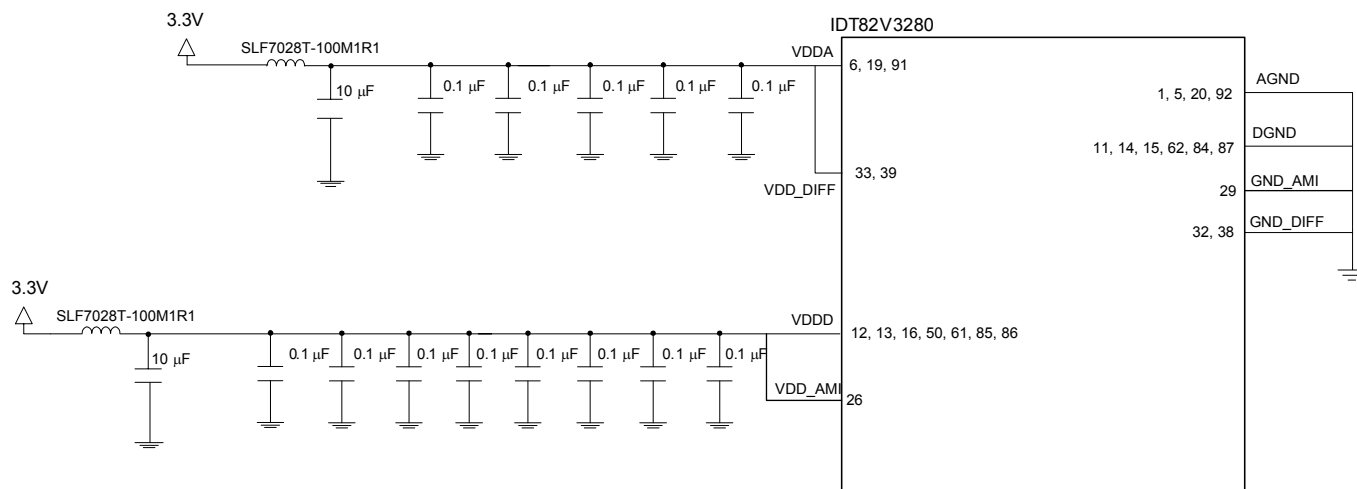 IDT82V3280
3.3V
SLF7028T-100M1R1
10 µF
0.1 µF
0.1 µF
0.1 µF
0.1 µF
0.1 µF
VDDA
6, 19, 91
VDD_DIFF
33, 39
AGND
1, 5, 20, 92
DGND
11, 14, 15, 62, 84, 87
GND_AMI
29
GND_DIFF
32, 38
3.3V
SLF7028T-100M1R1
10 µF
0.1 µF
0.1 µF
0.1 µF
0.1 µF
0.1 µF
0.1 µF
0.1 µF
0.1 µF
VDDD
12, 13, 16, 50, 61, 85, 86
VDD_AMI
26